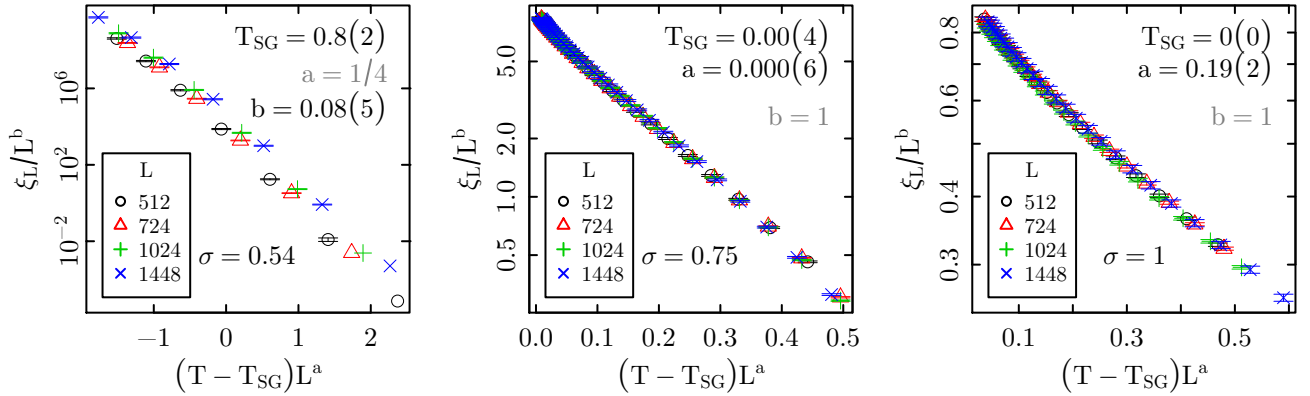 T_SG = 0.8(2)
a = 1/4
b = 0.08(5)
ξ_L/L^b
10^6
10^2
10^−2
L
512
724
1024
1448
σ = 0.54
−1 0 1 2
(T − T_SG)L^a
T_SG = 0.00(4)
a = 0.000(6)
b = 1
ξ_L/L^b
5.0
2.0
1.0
0.5
L
512
724
1024
1448
σ = 0.75
0.0 0.1 0.2 0.3 0.4 0.5
(T − T_SG)L^a
T_SG = 0(0)
a = 0.19(2)
b = 1
ξ_L/L^b
0.8
0.6
0.4
0.3
L
512
724
1024
1448
σ = 1
0.1 0.3 0.5
(T − T_SG)L^a